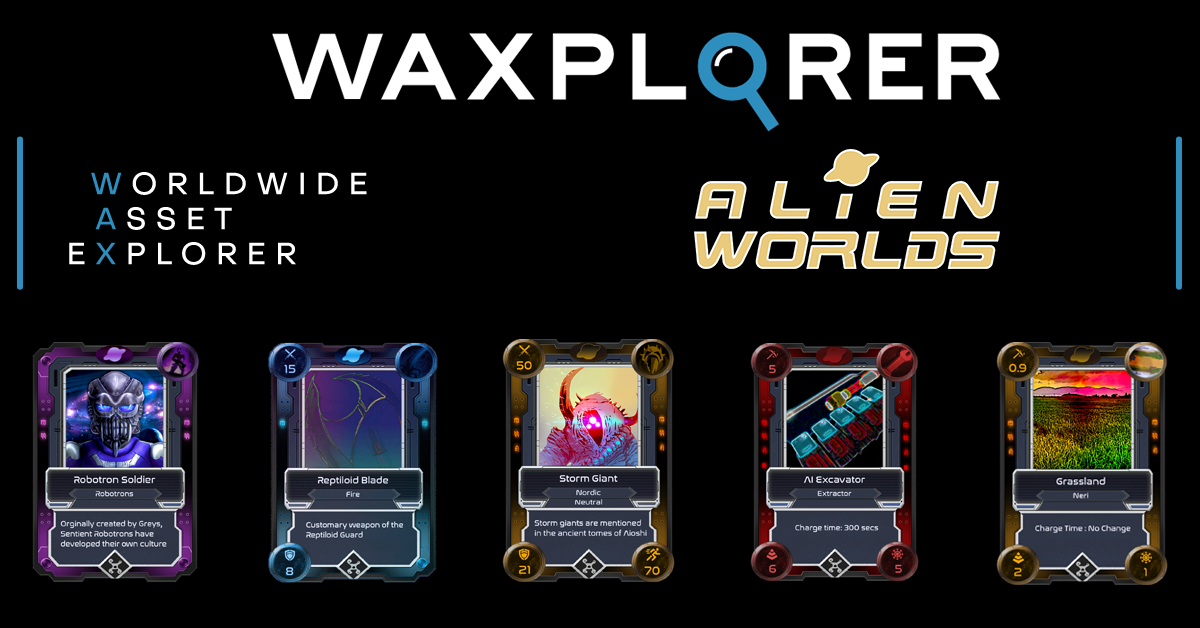 WAXPLORER
WORLDWIDE
ASSET
EXPLORER
ALIEN
WORLDS
Robotron Soldier
Robotrons
Orginally created by Greys,
Sentient Robotrons have
developed their own culture
15
Reptiloid Blade
Fire
Customary weapon of the
Reptiloid Guard
8
50
Storm Giant
Nordic
Neutral
Storm giants are mentioned
in the ancient tomes of Aioshi
21
70
5
AI Excavator
Extractor
Charge time: 300 secs
6
5
0.9
Grassland
Neri
Charge Time : No Change
2
1